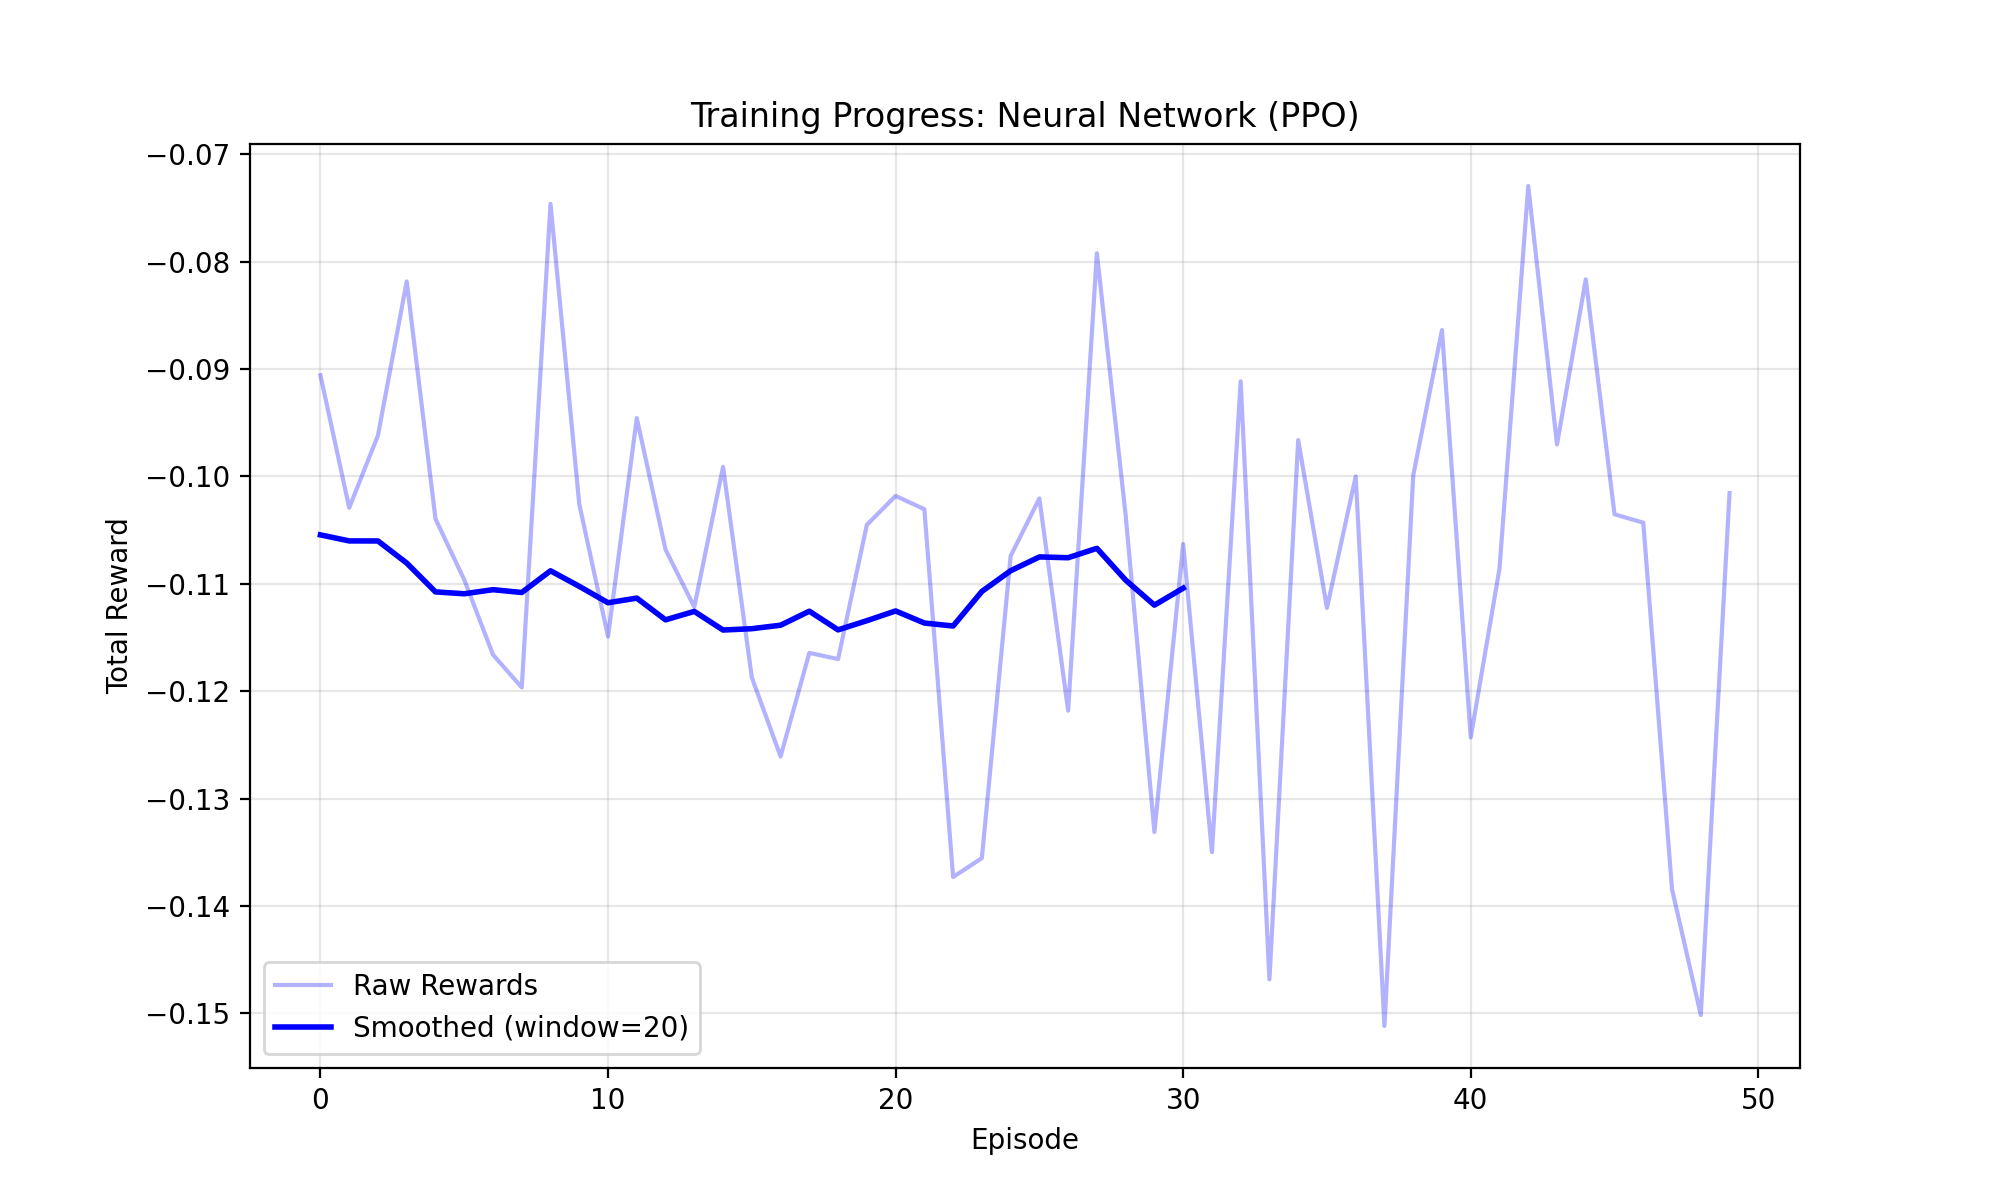 Training Progress: Neural Network (PPO)
−0.07
−0.08
−0.09
−0.10
−0.11
−0.12
−0.13
−0.14
−0.15
Total Reward
Raw Rewards
Smoothed (window=20)
0 10 20 30 40 50
Episode